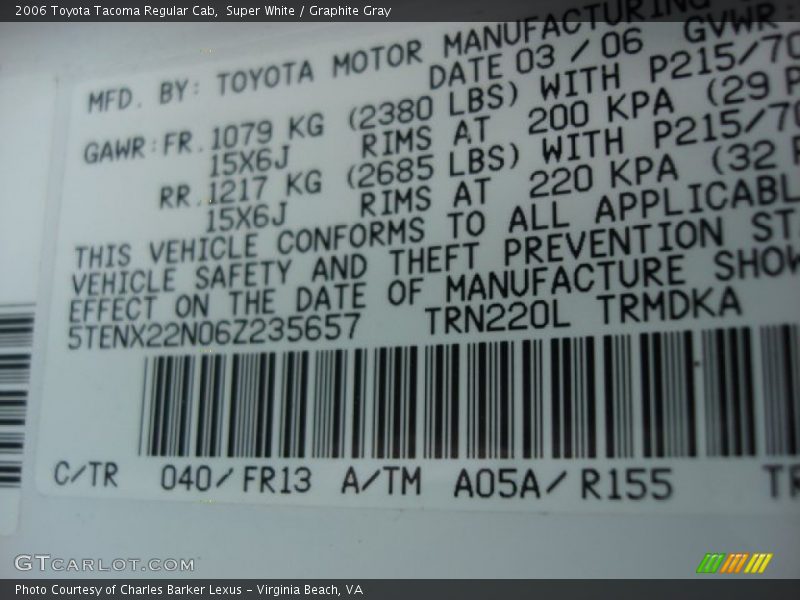 2006 Toyota Tacoma Regular Cab,  Super White / Graphite Gray
MFD. BY: TOYOTA MOTOR MANUFACTURING
DATE 03 / 06 GVWR:
GAWR: FR. 1079 KG (2380 LBS) WITH P215/70
15X6J RIMS AT 200 KPA (29 P
RR. 1217 KG (2685 LBS) WITH P215/70
15X6J RIMS AT 220 KPA (32 P
THIS VEHICLE CONFORMS TO ALL APPLICABL
VEHICLE SAFETY AND THEFT PREVENTION ST
EFFECT ON THE DATE OF MANUFACTURE SHOW
5TENX22N06Z235657 TRN220L TRMDKA
C/TR 040/FR13 A/TM A05A/R155 TR
GTCARLOT.COM
Photo Courtesy of Charles Barker Lexus - Virginia Beach, VA